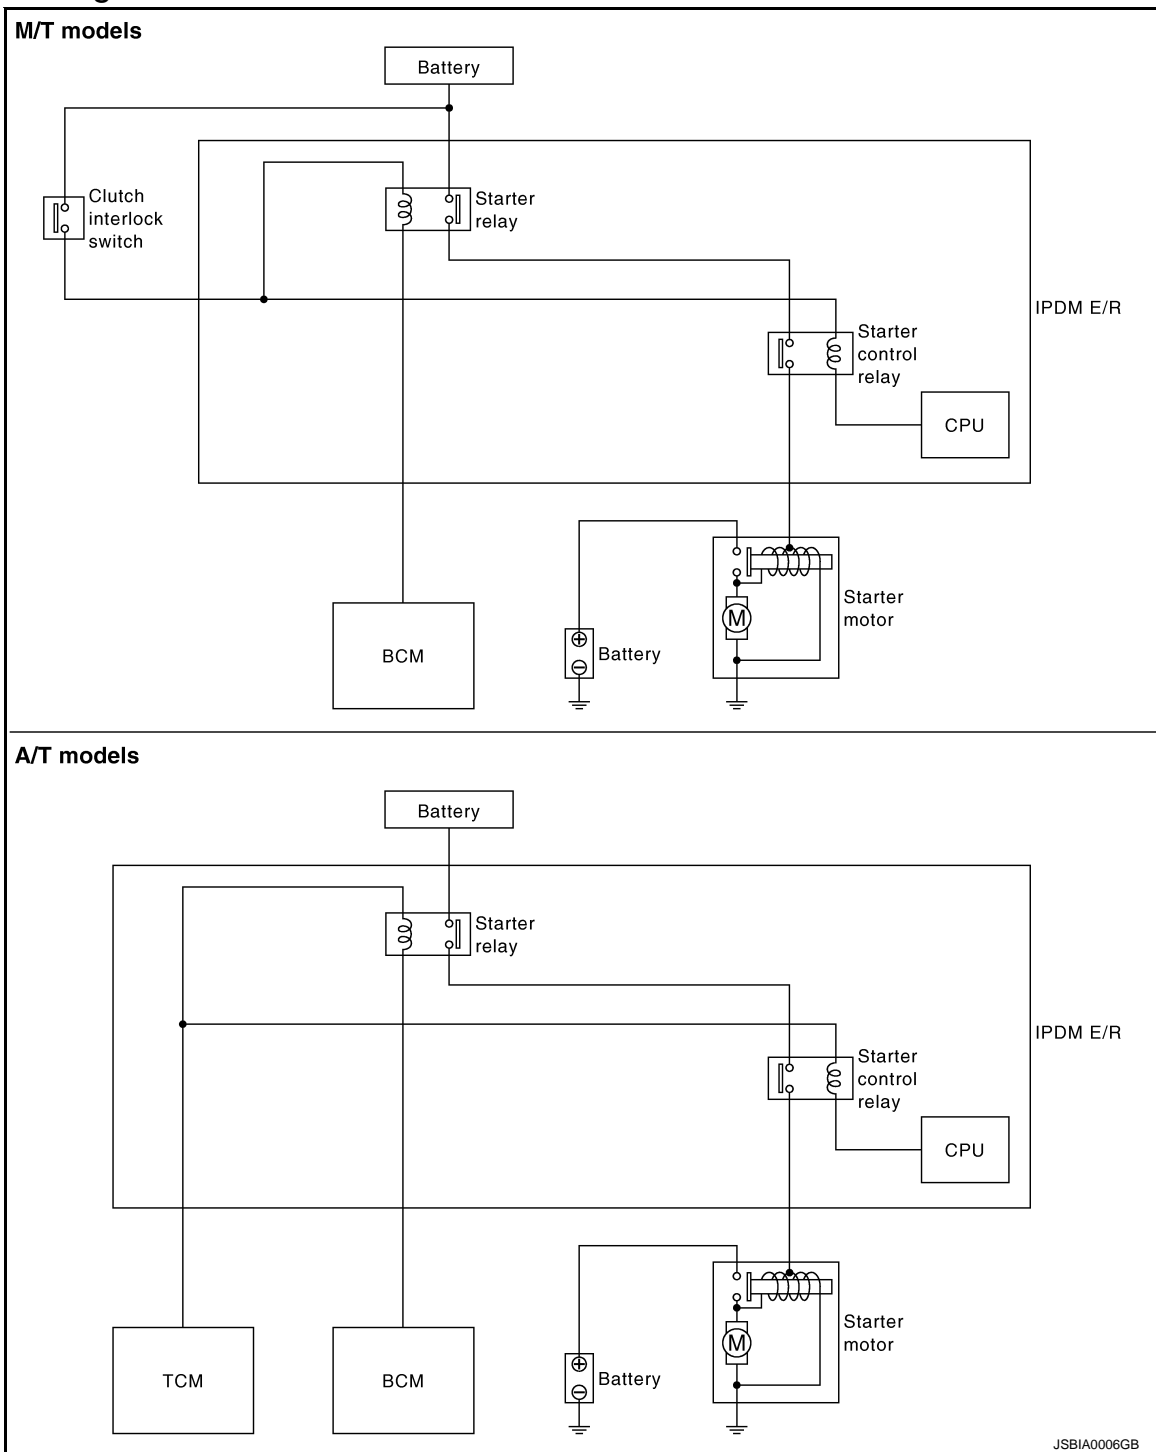 M/T models
Battery
Clutch
interlock
switch
Starter
relay
IPDM E/R
Starter
control
relay
CPU
BCM
Battery
M
Starter
motor
A/T models
Battery
Starter
relay
IPDM E/R
Starter
control
relay
CPU
TCM
BCM
Battery
M
Starter
motor
JSBIA0006GB